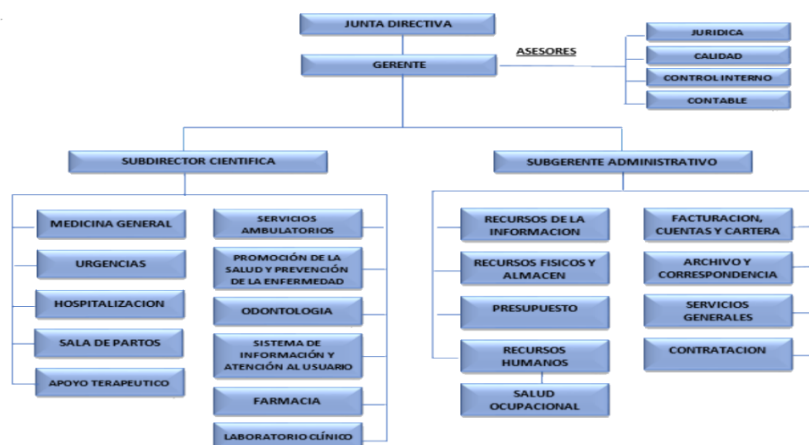 JUNTA DIRECTIVA
GERENTE
ASESORES
JURIDICA
CALIDAD
CONTROL INTERNO
CONTABLE
SUBDIRECTOR CIENTIFICA
SUBGERENTE ADMINISTRATIVO
MEDICINA GENERAL
URGENCIAS
HOSPITALIZACION
SALA DE PARTOS
APOYO TERAPEUTICO
SERVICIOS
AMBULATORIOS
PROMOCIÓN DE LA
SALUD Y PREVENCIÓN
DE LA ENFERMEDAD
ODONTOLOGIA
SISTEMA DE
INFORMACIÓN Y
ATENCIÓN AL USUARIO
FARMACIA
LABORATORIO CLÍNICO
RECURSOS DE LA
INFORMACION
RECURSOS FISICOS Y
ALMACEN
PRESUPUESTO
RECURSOS
HUMANOS
SALUD
OCUPACIONAL
FACTURACION,
CUENTAS Y CARTERA
ARCHIVO Y
CORRESPONDENCIA
SERVICIOS
GENERALES
CONTRATACION